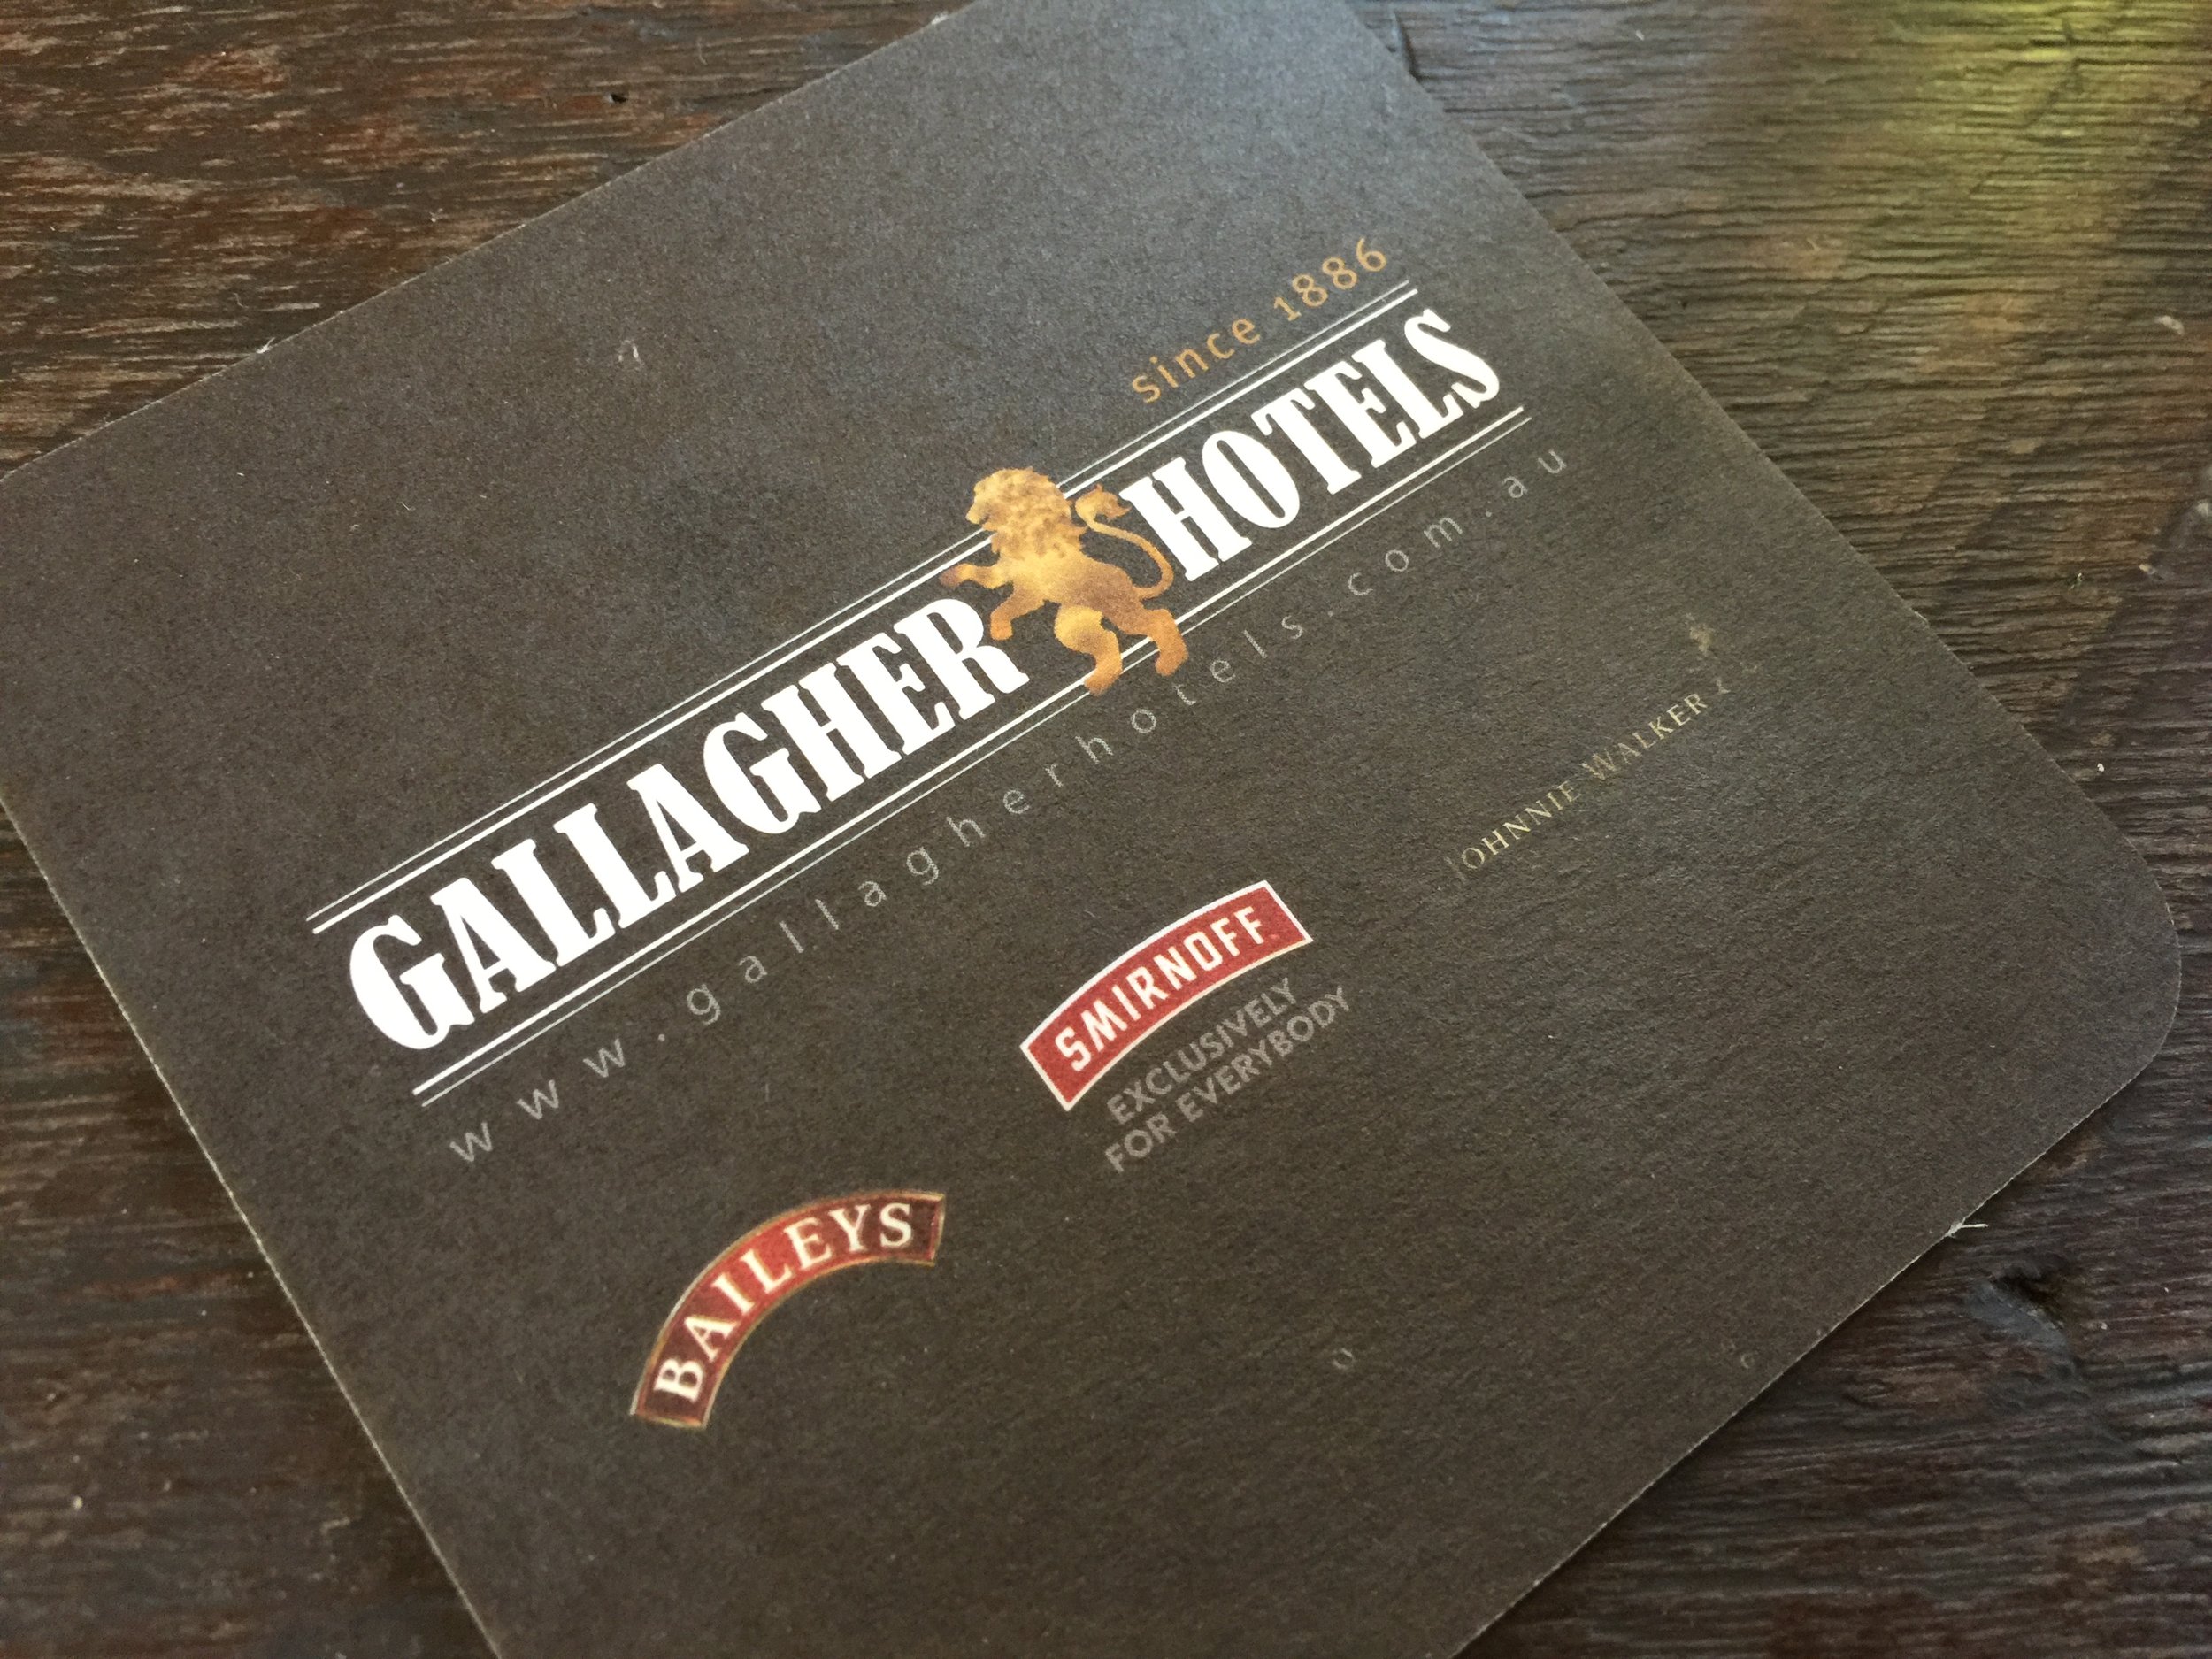 since 1886
GALLAGHER HOTELS
www.gallagherhotels.com.au
BAILEYS
SMIRNOFF
EXCLUSIVELY
FOR EVERYBODY
JOHNNIE WALKER